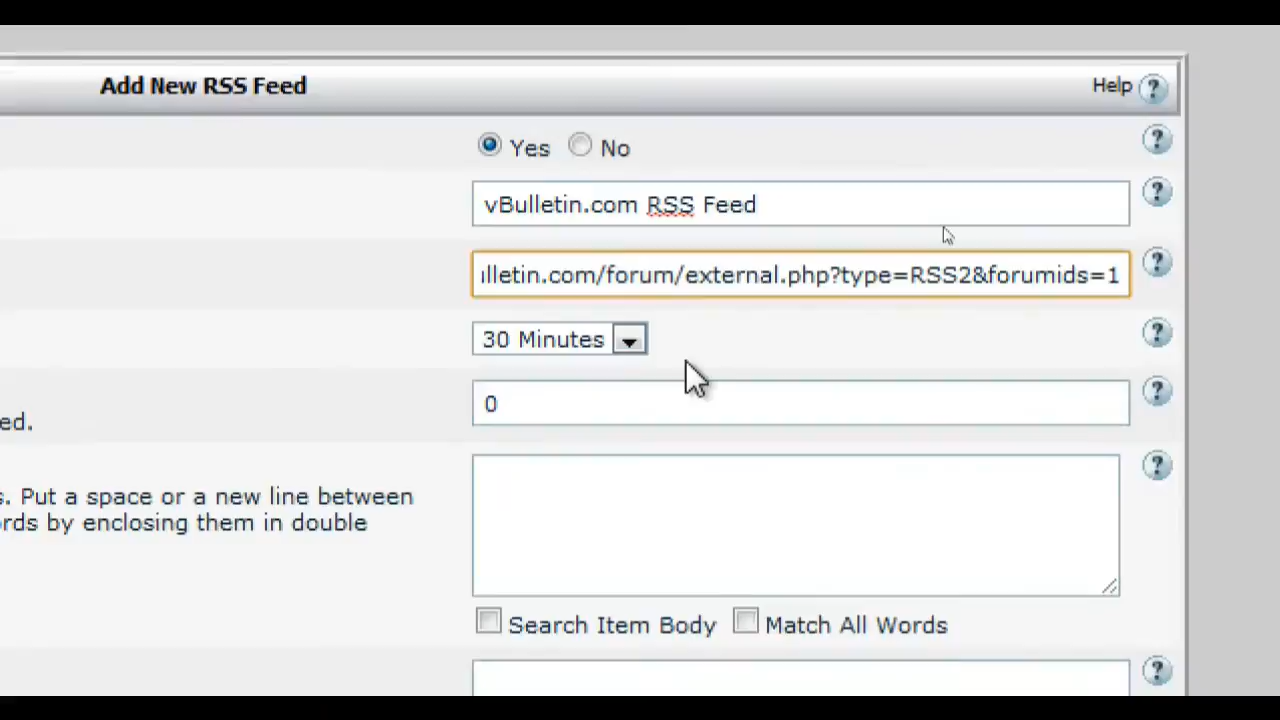 Add New RSS Feed
Help
Yes No
vBulletin.com RSS Feed
lletin.com/forum/external.php?type=RSS2&forumids=1
30 Minutes
0
ed.
s. Put a space or a new line between
rds by enclosing them in double
Search Item Body Match All Words